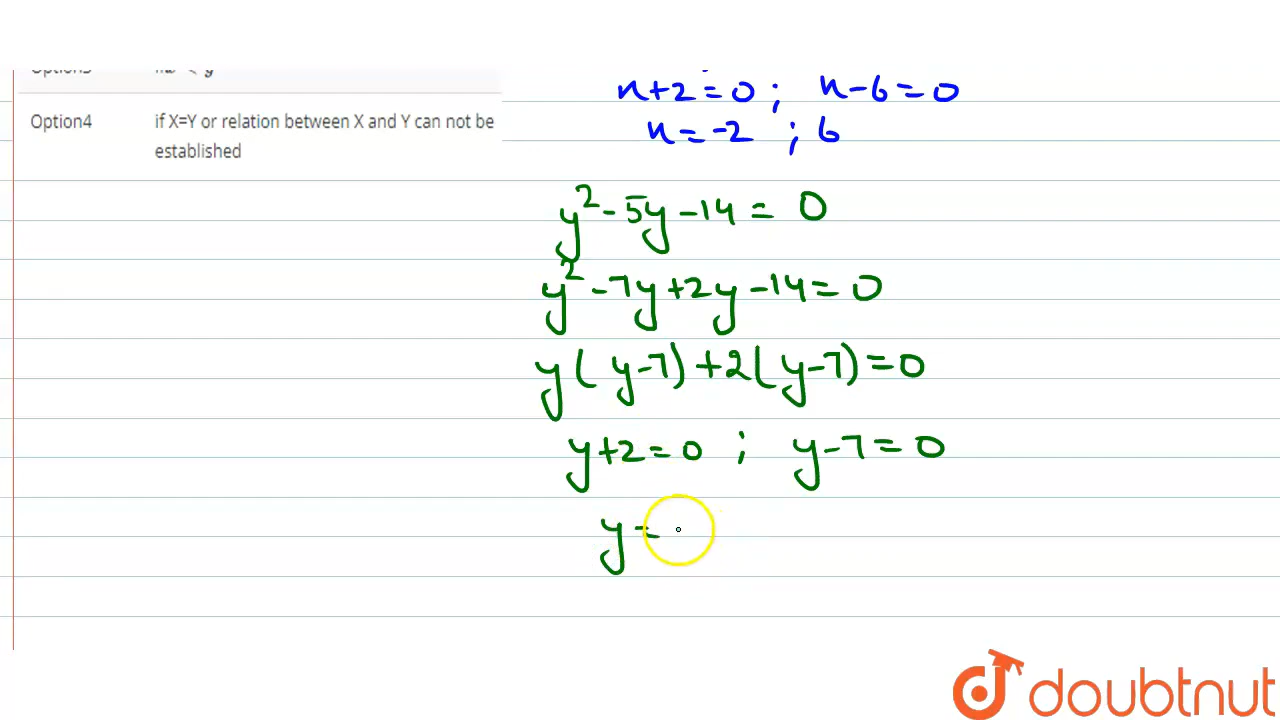 x+2=0 ; x-6=0
x=-2 ; 6
Option4 if X=Y or relation between X and Y can not be
established
y²-5y-14=0
y²-7y+2y-14=0
y(y-7)+2(y-7)=0
y+2=0 ; y-7=0
y=
doubtnut